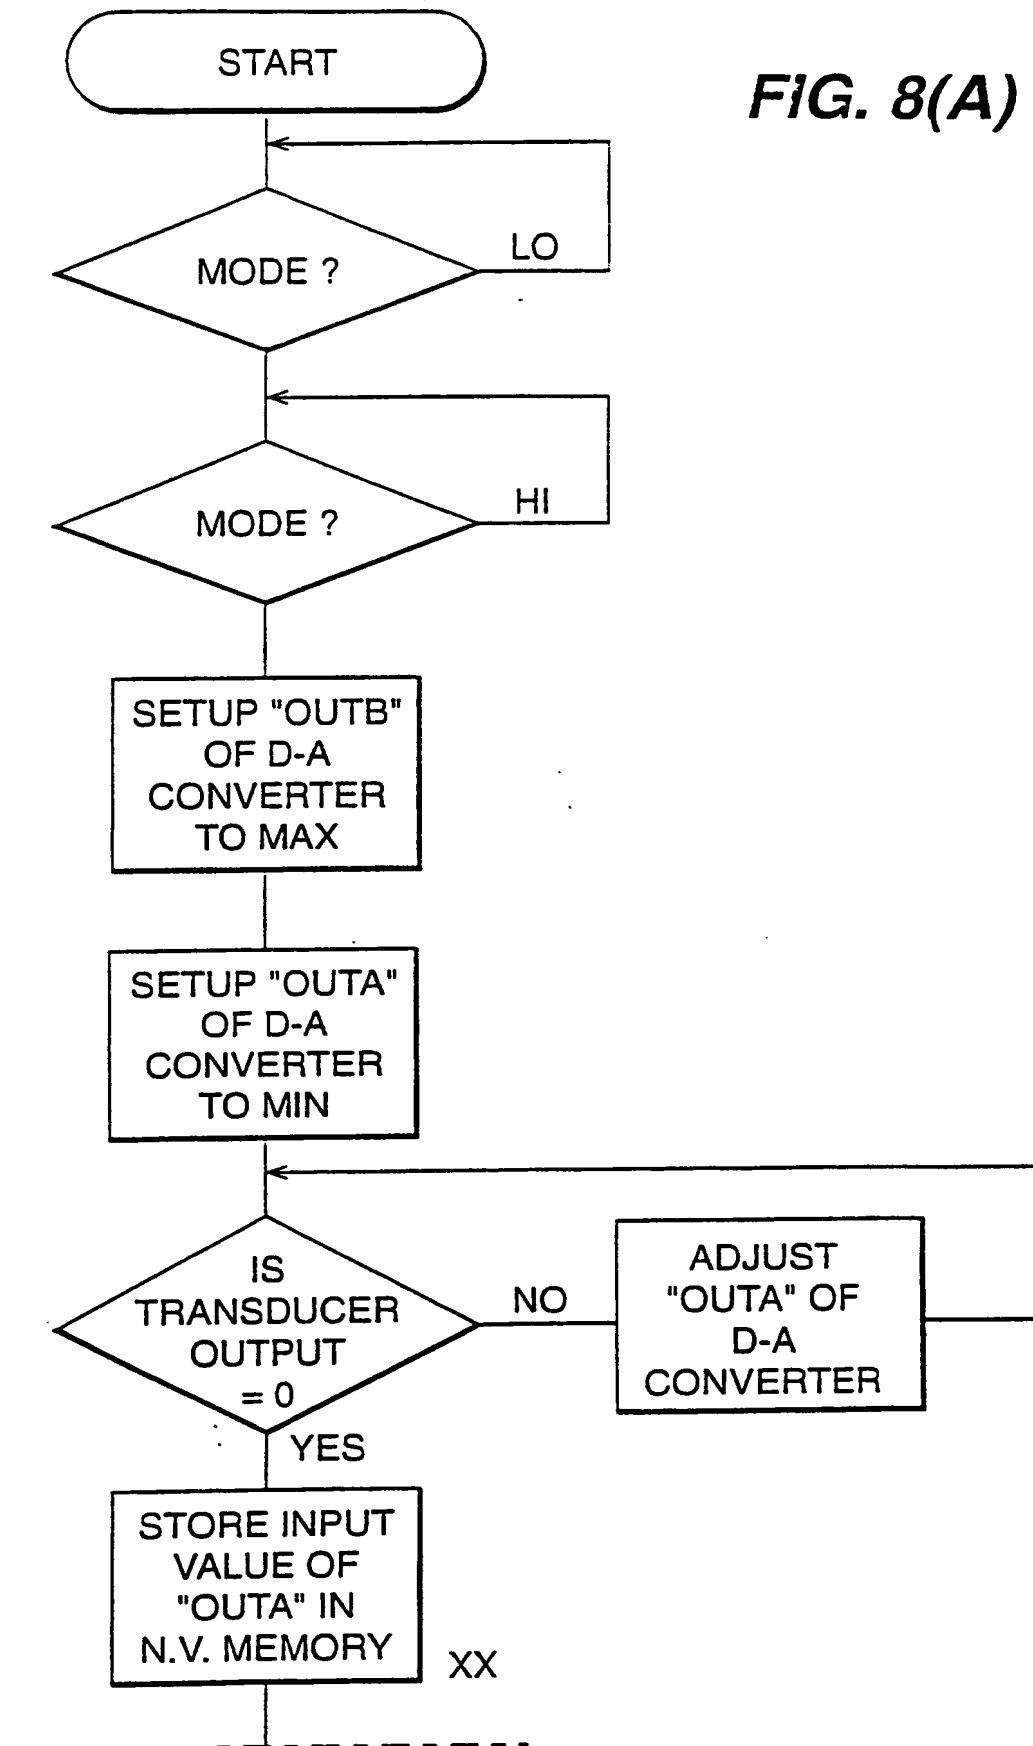 START
FIG. 8(A)
LO
MODE ?
HI
MODE ?
SETUP "OUTB"
OF D-A
CONVERTER
TO MAX
SETUP "OUTA"
OF D-A
CONVERTER
TO MIN
IS
TRANSDUCER
OUTPUT
= 0
NO
ADJUST
"OUTA" OF
D-A
CONVERTER
YES
STORE INPUT
VALUE OF
"OUTA" IN
N.V. MEMORY
XX